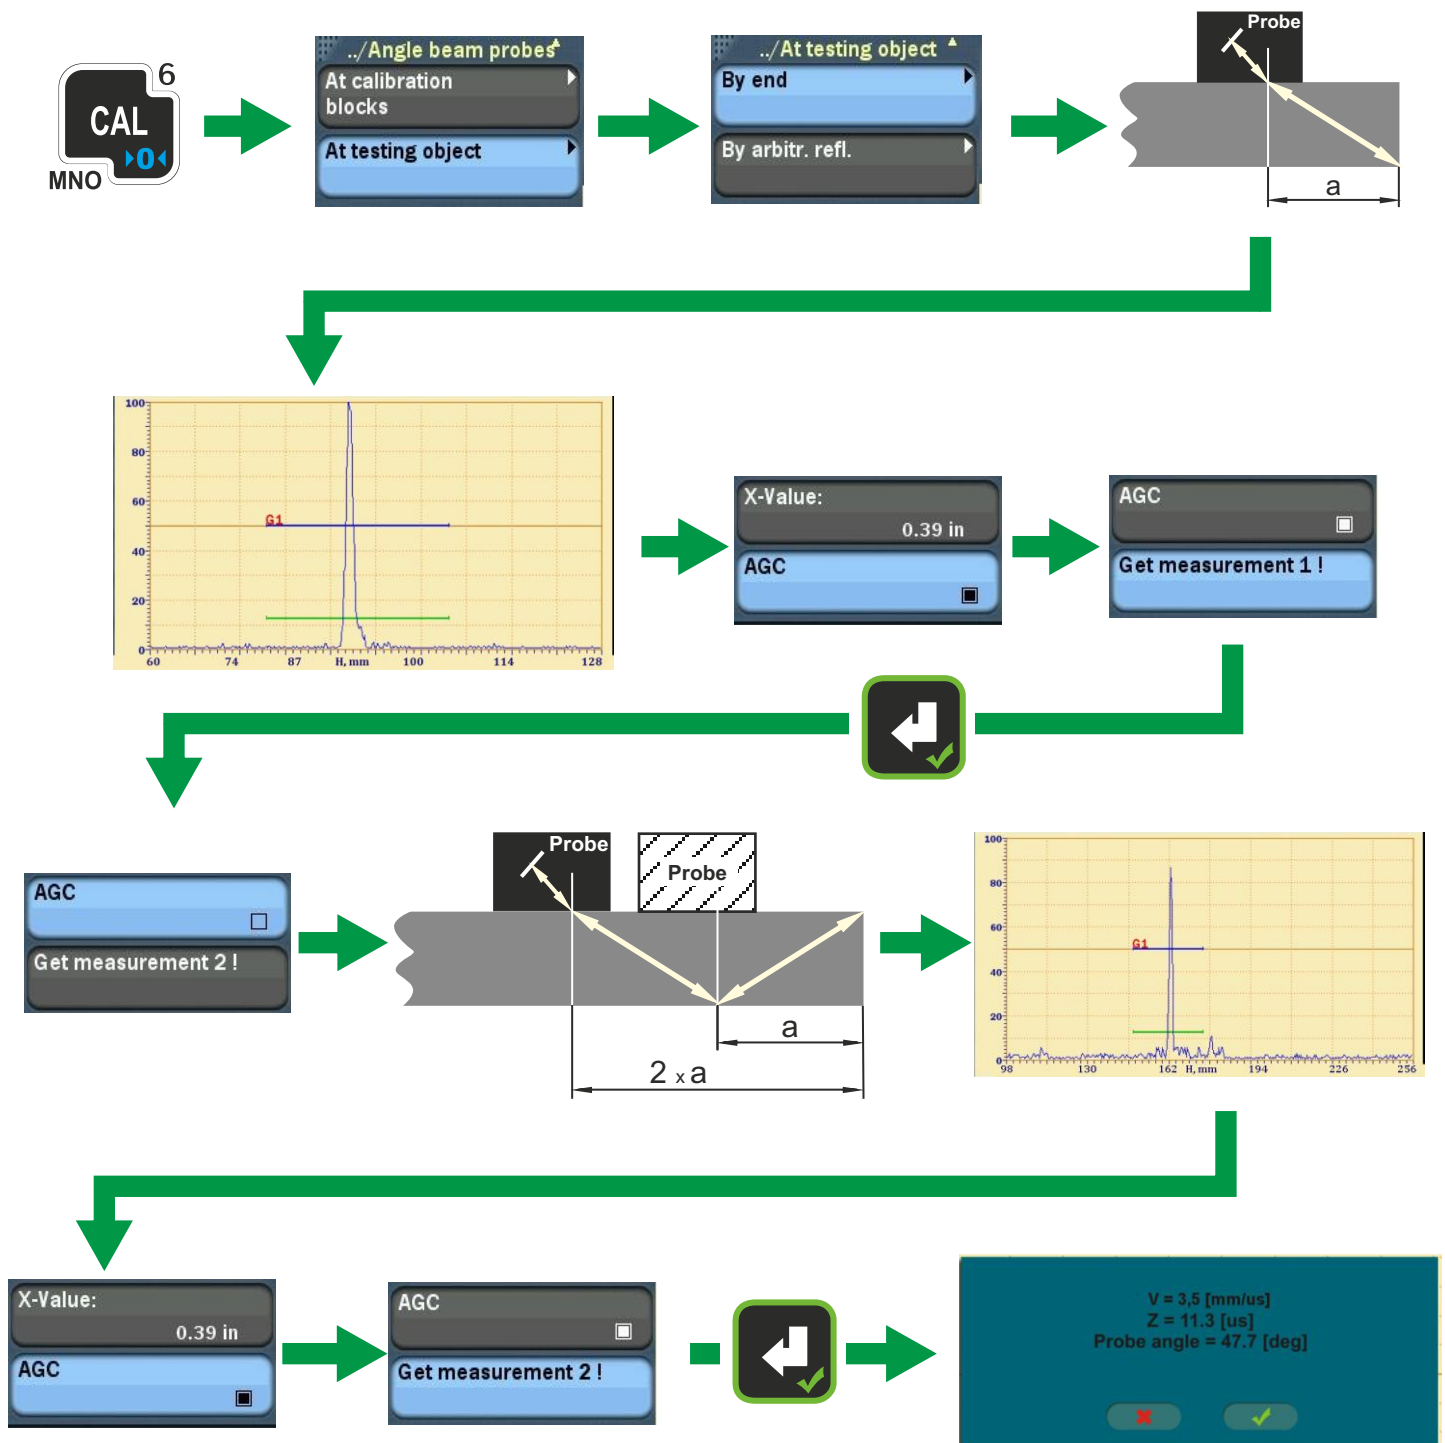 6
CAL
0
MNO
../Angle beam probes
At calibration
blocks
At testing object
../At testing object
By end
By arbitr. refl.
Probe
a
100
80
60
40
20
0
G1
60 74 87 H, mm 100 114 128
X-Value:
0.39 in
AGC
AGC
Get measurement 1 !
AGC
Get measurement 2 !
Probe
Probe
a
2 x a
100
80
60
40
20
0
G1
98 130 162 H, mm 194 226 256
X-Value:
0.39 in
AGC
AGC
Get measurement 2 !
V = 3,5 [mm/us]
Z = 11.3 [us]
Probe angle = 47.7 [deg]